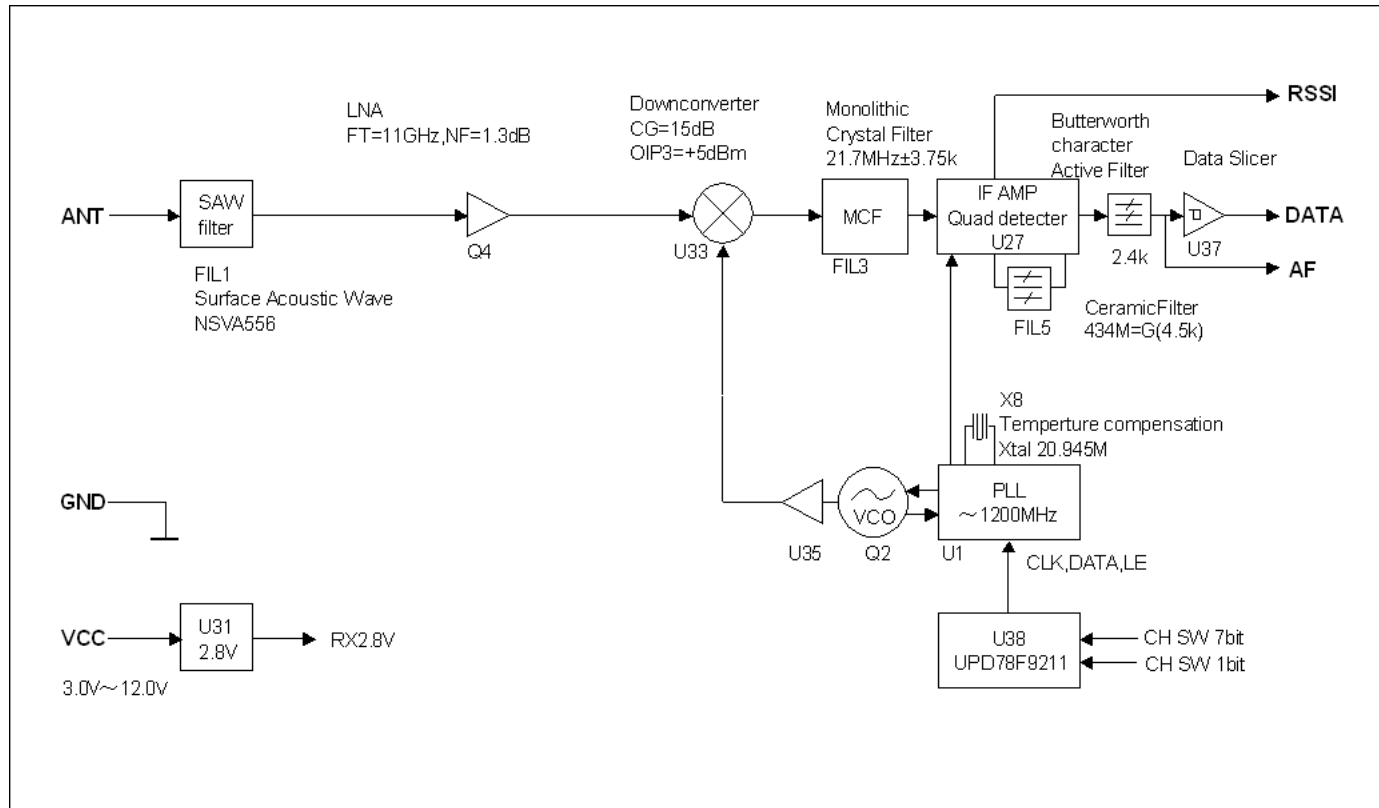 RSSI
LNA
FT=11GHz,NF=1.3dB
Downconverter
CG=15dB
OIP3=+5dBm
Monolithic
Crystal Filter
21.7MHz±3.75k
Butterworth
character
Active Filter
Data Slicer
ANT
SAW
filter
Q4
U33
MCF
FIL3
IF AMP
Quad detecter
U27
2.4k
U37
DATA
AF
FIL1
Surface Acoustic Wave
NSVA556
FIL5
CeramicFilter
434M=G(4.5k)
X8
Temperture compensation
Xtal 20.945M
GND
U35
VCO
Q2
PLL
~1200MHz
U1
CLK,DATA,LE
VCC
3.0V~12.0V
U31
2.8V
RX2.8V
U38
UPD78F9211
CH SW 7bit
CH SW 1bit